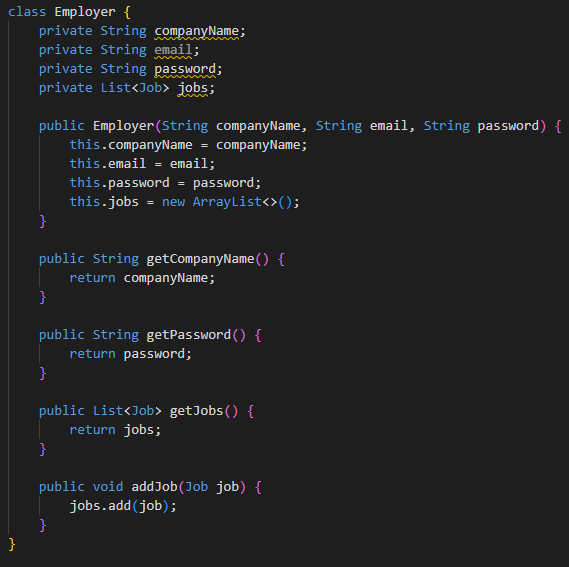 class Employer {
    private String companyName;
    private String email;
    private String password;
    private List<Job> jobs;

    public Employer(String companyName, String email, String password) {
        this.companyName = companyName;
        this.email = email;
        this.password = password;
        this.jobs = new ArrayList<>();
    }

    public String getCompanyName() {
        return companyName;
    }

    public String getPassword() {
        return password;
    }

    public List<Job> getJobs() {
        return jobs;
    }

    public void addJob(Job job) {
        jobs.add(job);
    }
}